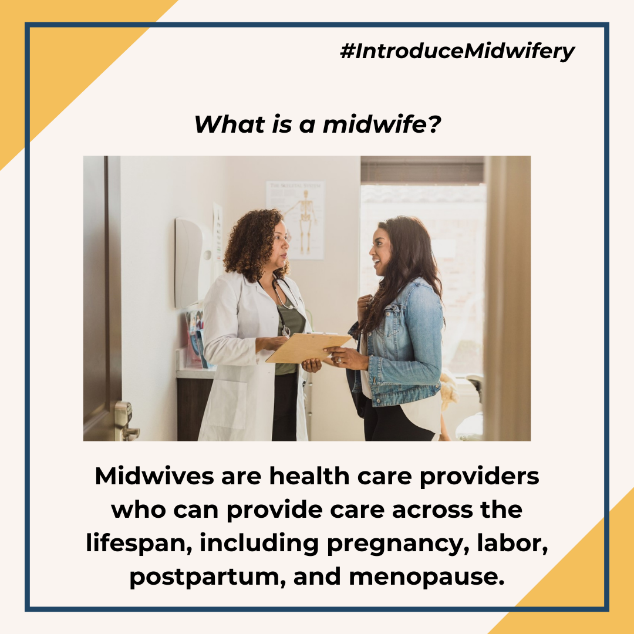 #IntroduceMidwifery
What is a midwife?
Midwives are health care providers
who can provide care across the
lifespan, including pregnancy, labor,
postpartum, and menopause.